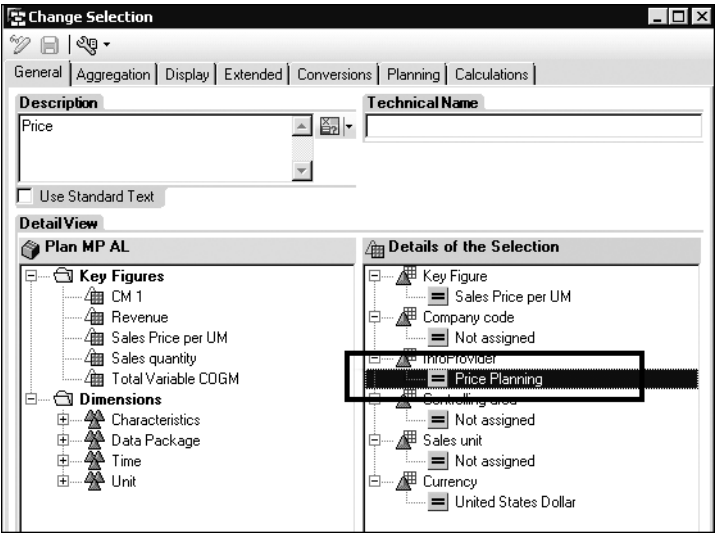 Change Selection
General Aggregation Display Extended Conversions Planning Calculations
Description
Technical Name
Price
Use Standard Text
Detail View
Plan MP AL
Key Figures
CM 1
Revenue
Sales Price per UM
Sales quantity
Total Variable COGM
Dimensions
Characteristics
Data Package
Time
Unit
Details of the Selection
Key Figure
Sales Price per UM
Company code
Not assigned
InfoProvider
Price Planning
Controlling area
Not assigned
Sales unit
Not assigned
Currency
United States Dollar